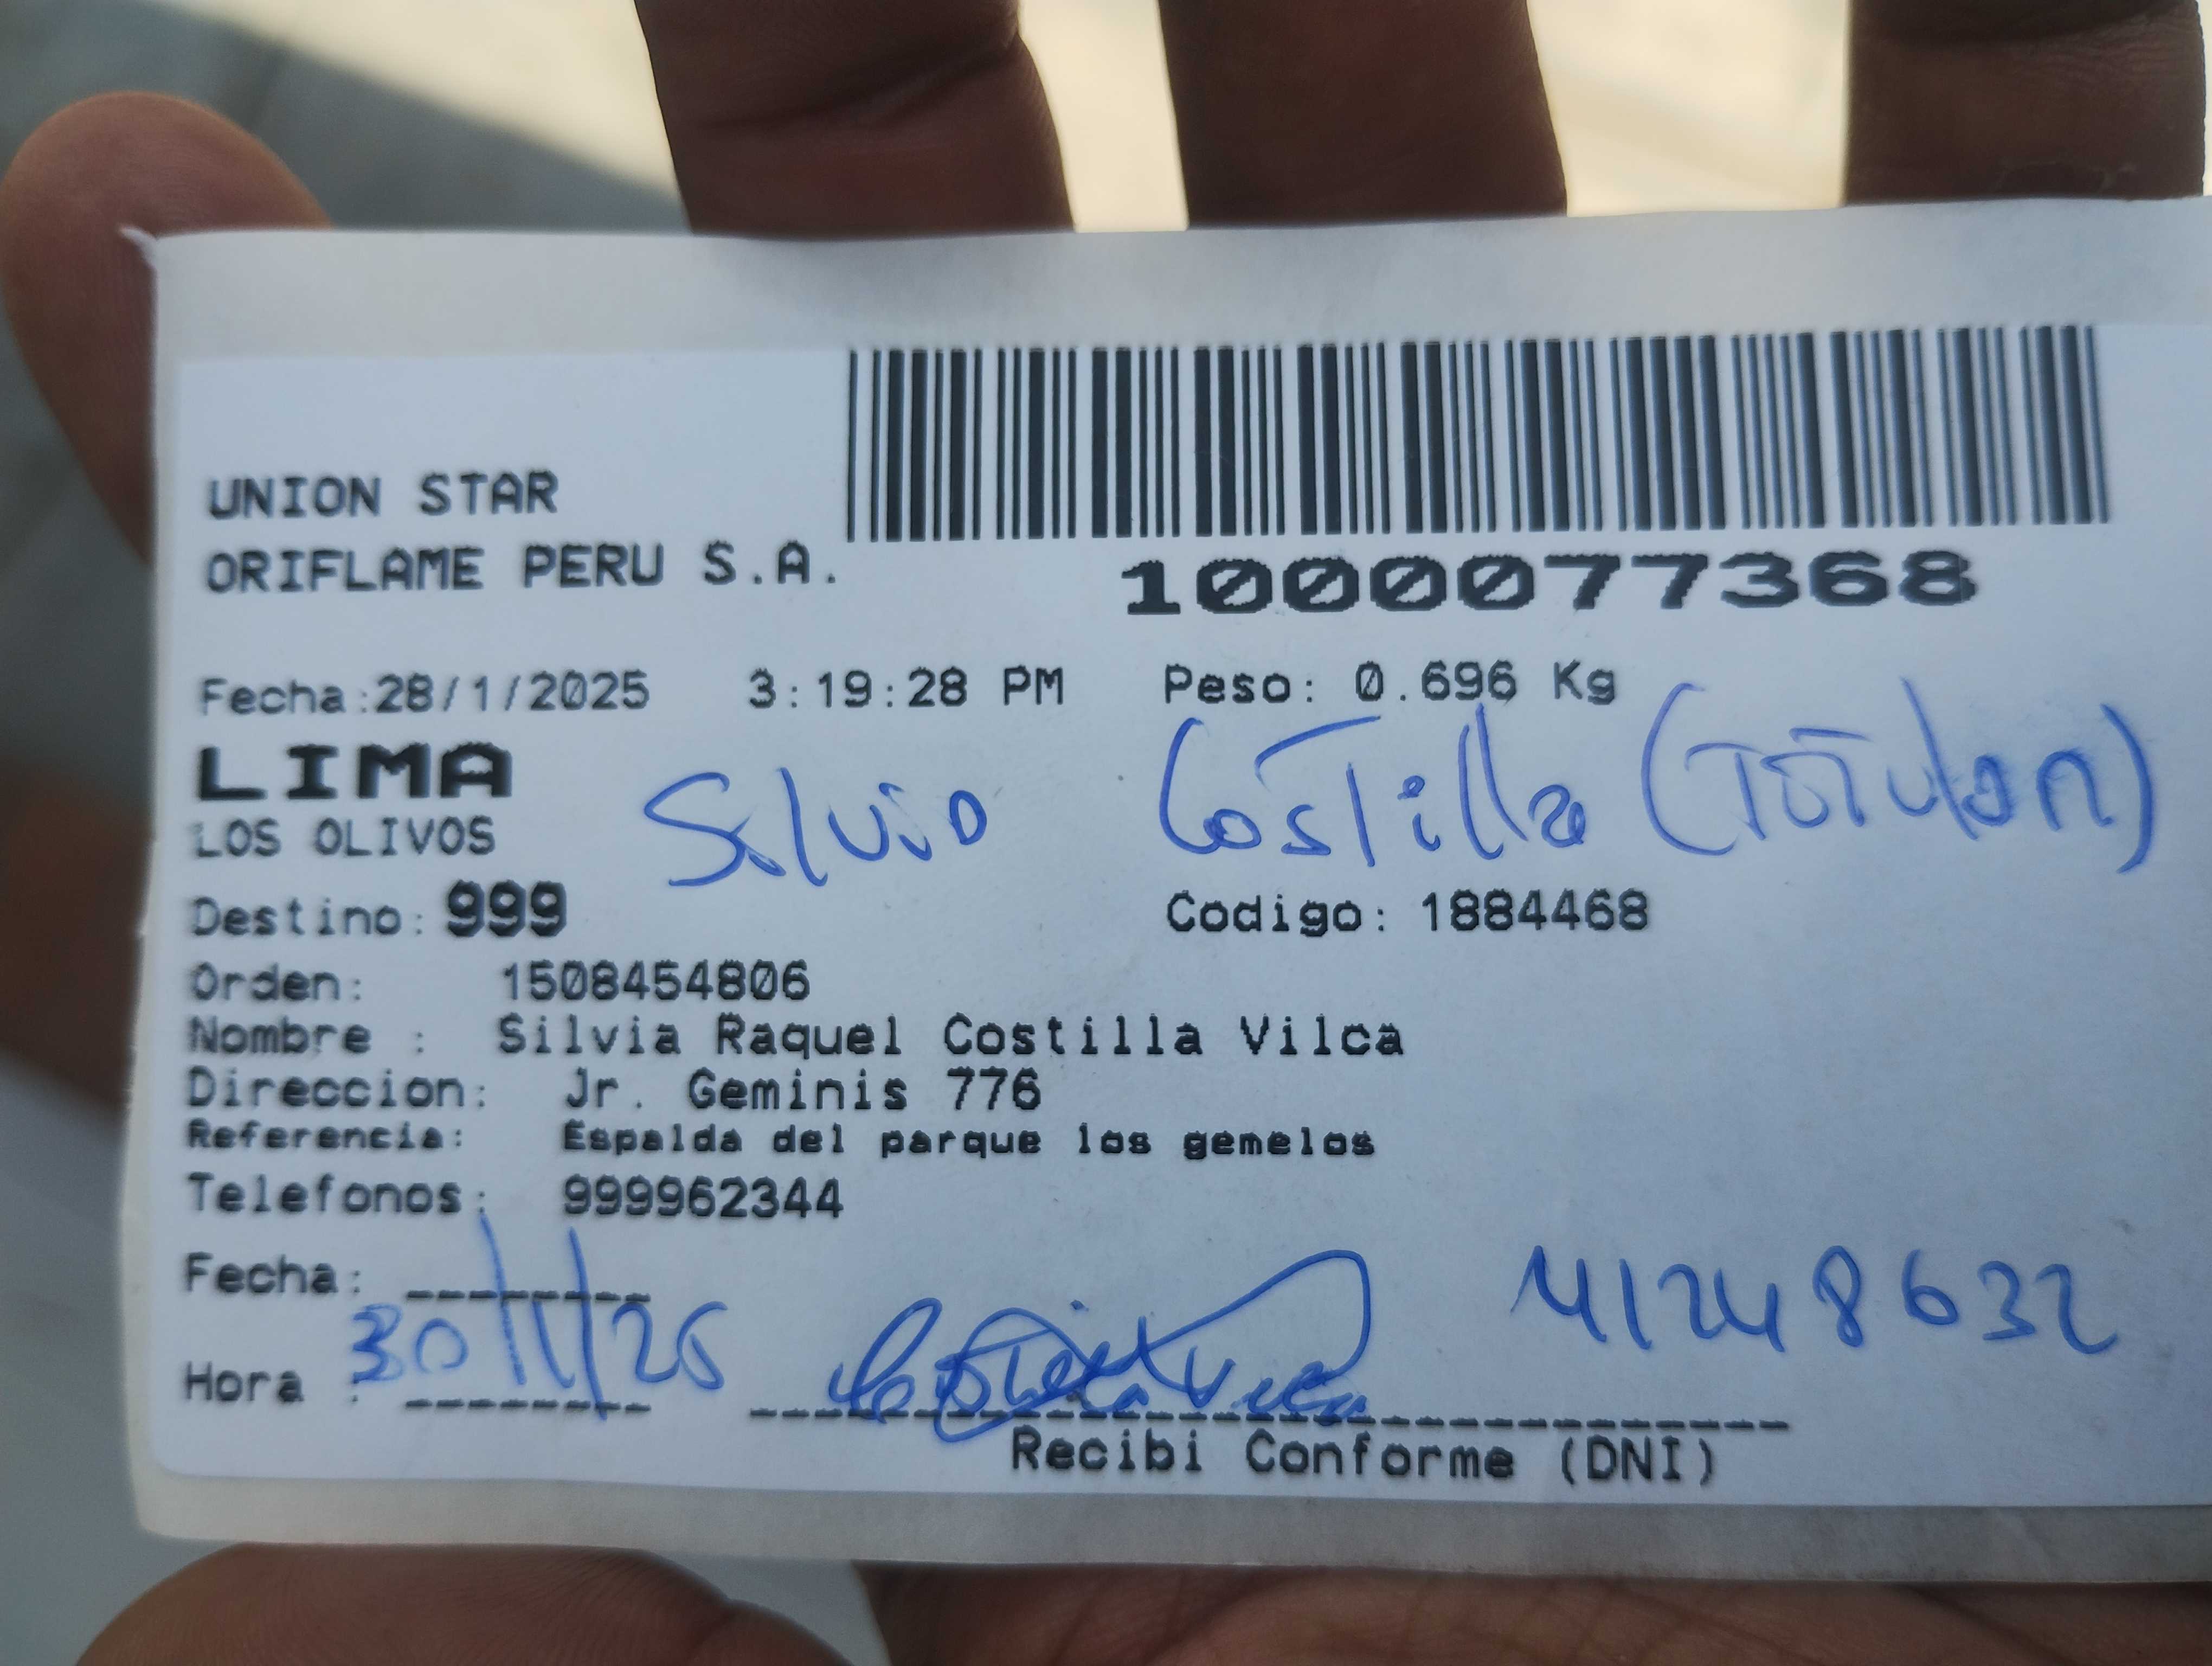 UNION STAR
ORIFLAME PERU S.A.
1000077368
Fecha:28/1/2025 3:19:28 PM Peso: 0.696 Kg
LIMA
LOS OLIVOS
Silvia Costilla (Titular)
Destino: 999 Codigo: 1884468
Orden: 1508454806
Nombre : Silvia Raquel Costilla Vilca
Direccion: Jr. Geminis 776
Referencia: Espalda del parque los gemelos
Telefonos: 999962344
Fecha:
30/1/25 41248632
Hora :
Recibi Conforme (DNI)